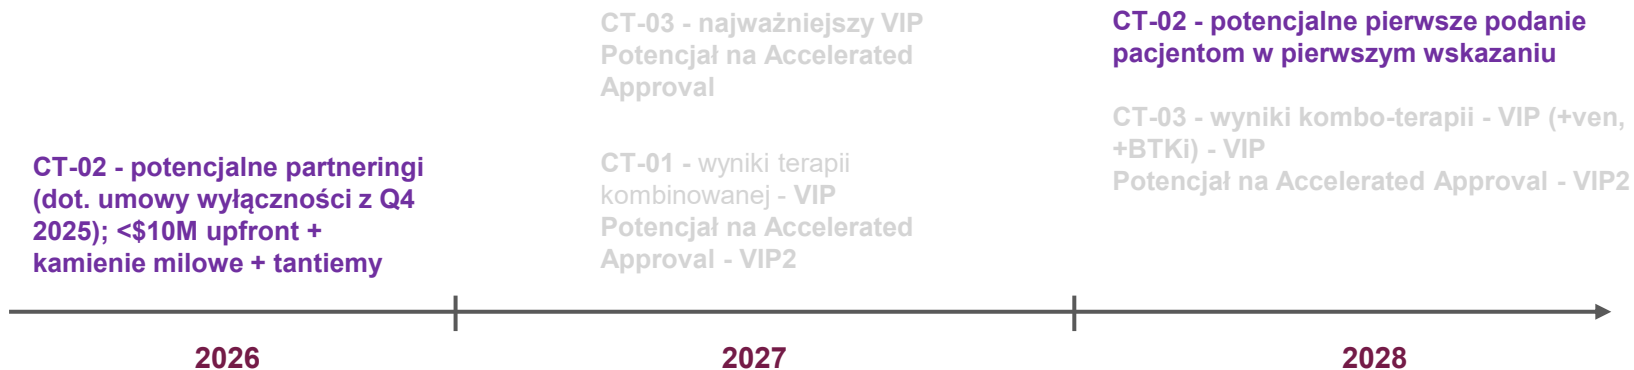 CT-02 - potencjalne partneringi
(dot. umowy wyłączności z Q4
2025); <$10M upfront +
kamienie milowe + tantiemy
CT-03 - najważniejszy VIP
Potencjał na Accelerated
Approval
CT-01 - wyniki terapii
kombinowanej - VIP
Potencjał na Accelerated
Approval - VIP2
CT-02 - potencjalne pierwsze podanie
pacjentom w pierwszym wskazaniu
CT-03 - wyniki kombo-terapii - VIP (+ven,
+BTKi) - VIP
Potencjał na Accelerated Approval - VIP2
2026
2027
2028